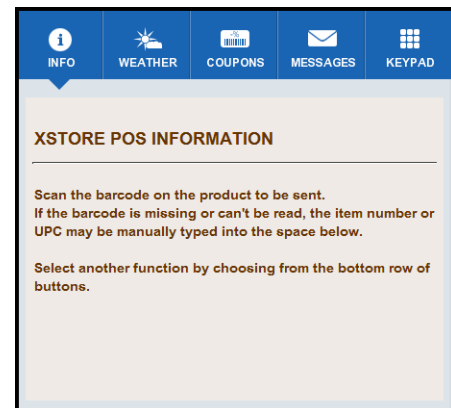 INFO WEATHER COUPONS MESSAGES KEYPAD
XSTORE POS INFORMATION
Scan the barcode on the product to be sent.
If the barcode is missing or can't be read, the item number or
UPC may be manually typed into the space below.
Select another function by choosing from the bottom row of
buttons.